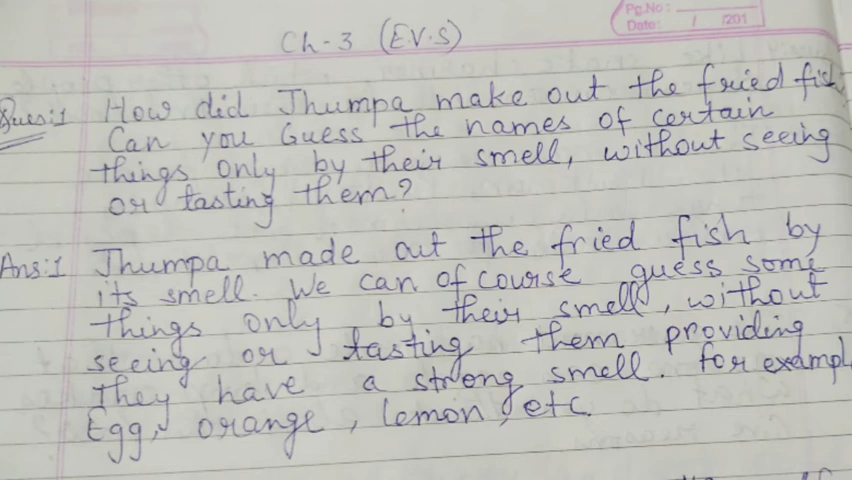 Pg.No:
Date: / /201
Ch-3 (E.V.S)
Ques:1 How did Jhumpa make out the fried fish
Can you Guess the names of certain
things only by their smell, without seeing
or tasting them?
Ans:1 Jhumpa made out the fried fish by
its smell. We can of course guess some
things only by their smell, without
seeing or tasting them providing
they have a strong smell. for exampl
Egg, orange, lemon, etc.